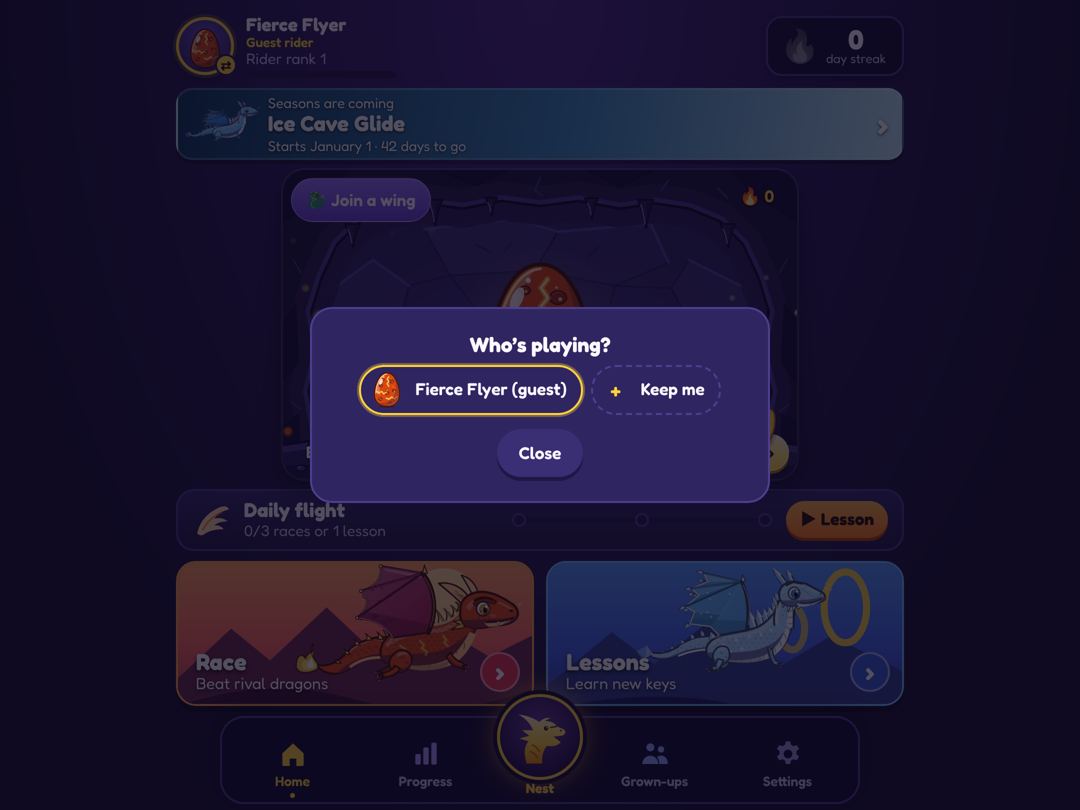 Fierce Flyer
Guest rider
Rider rank 1
0
day streak
Seasons are coming
Ice Cave Glide
Starts January 1 · 42 days to go
Join a wing
0
Who's playing?
Fierce Flyer (guest)
+ Keep me
Close
Daily flight
0/3 races or 1 lesson
Lesson
Race
Beat rival dragons
Lessons
Learn new keys
Home
Progress
Nest
Grown-ups
Settings